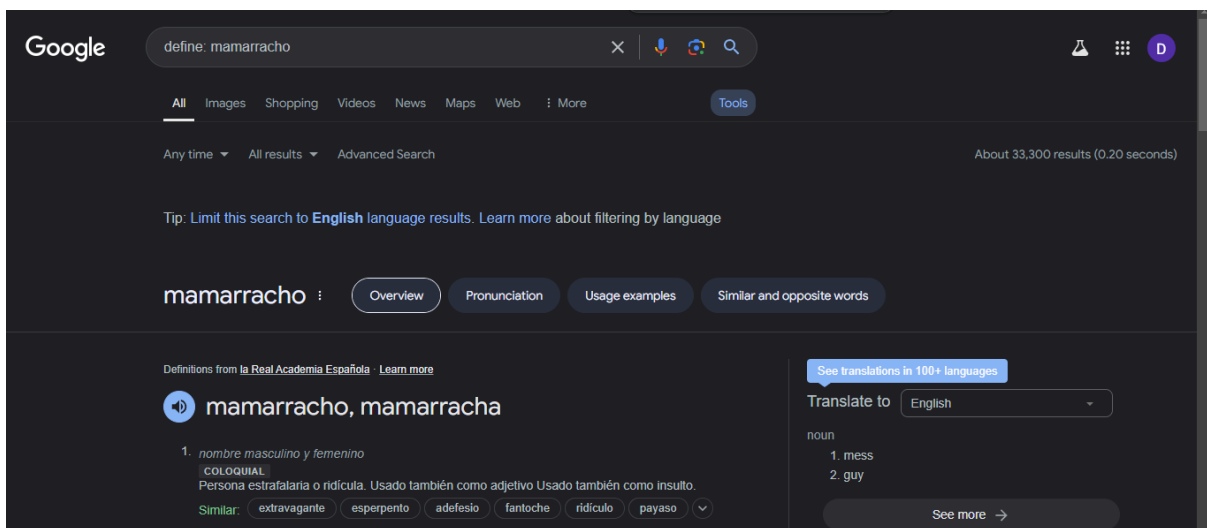 Google
define: mamarracho
D
All Images Shopping Videos News Maps Web More
Tools
Any time All results Advanced Search
About 33,300 results (0.20 seconds)
Tip: Limit this search to English language results. Learn more about filtering by language
mamarracho
Overview Pronunciation Usage examples Similar and opposite words
Definitions from la Real Academia Española · Learn more
mamarracho, mamarracha
1. nombre masculino y femenino
COLOQUIAL
Persona estrafalaria o ridícula. Usado también como adjetivo Usado también como insulto.
Similar: extravagante esperpento adefesio fantoche ridículo payaso
See translations in 100+ languages
Translate to English
noun
1. mess
2. guy
See more →